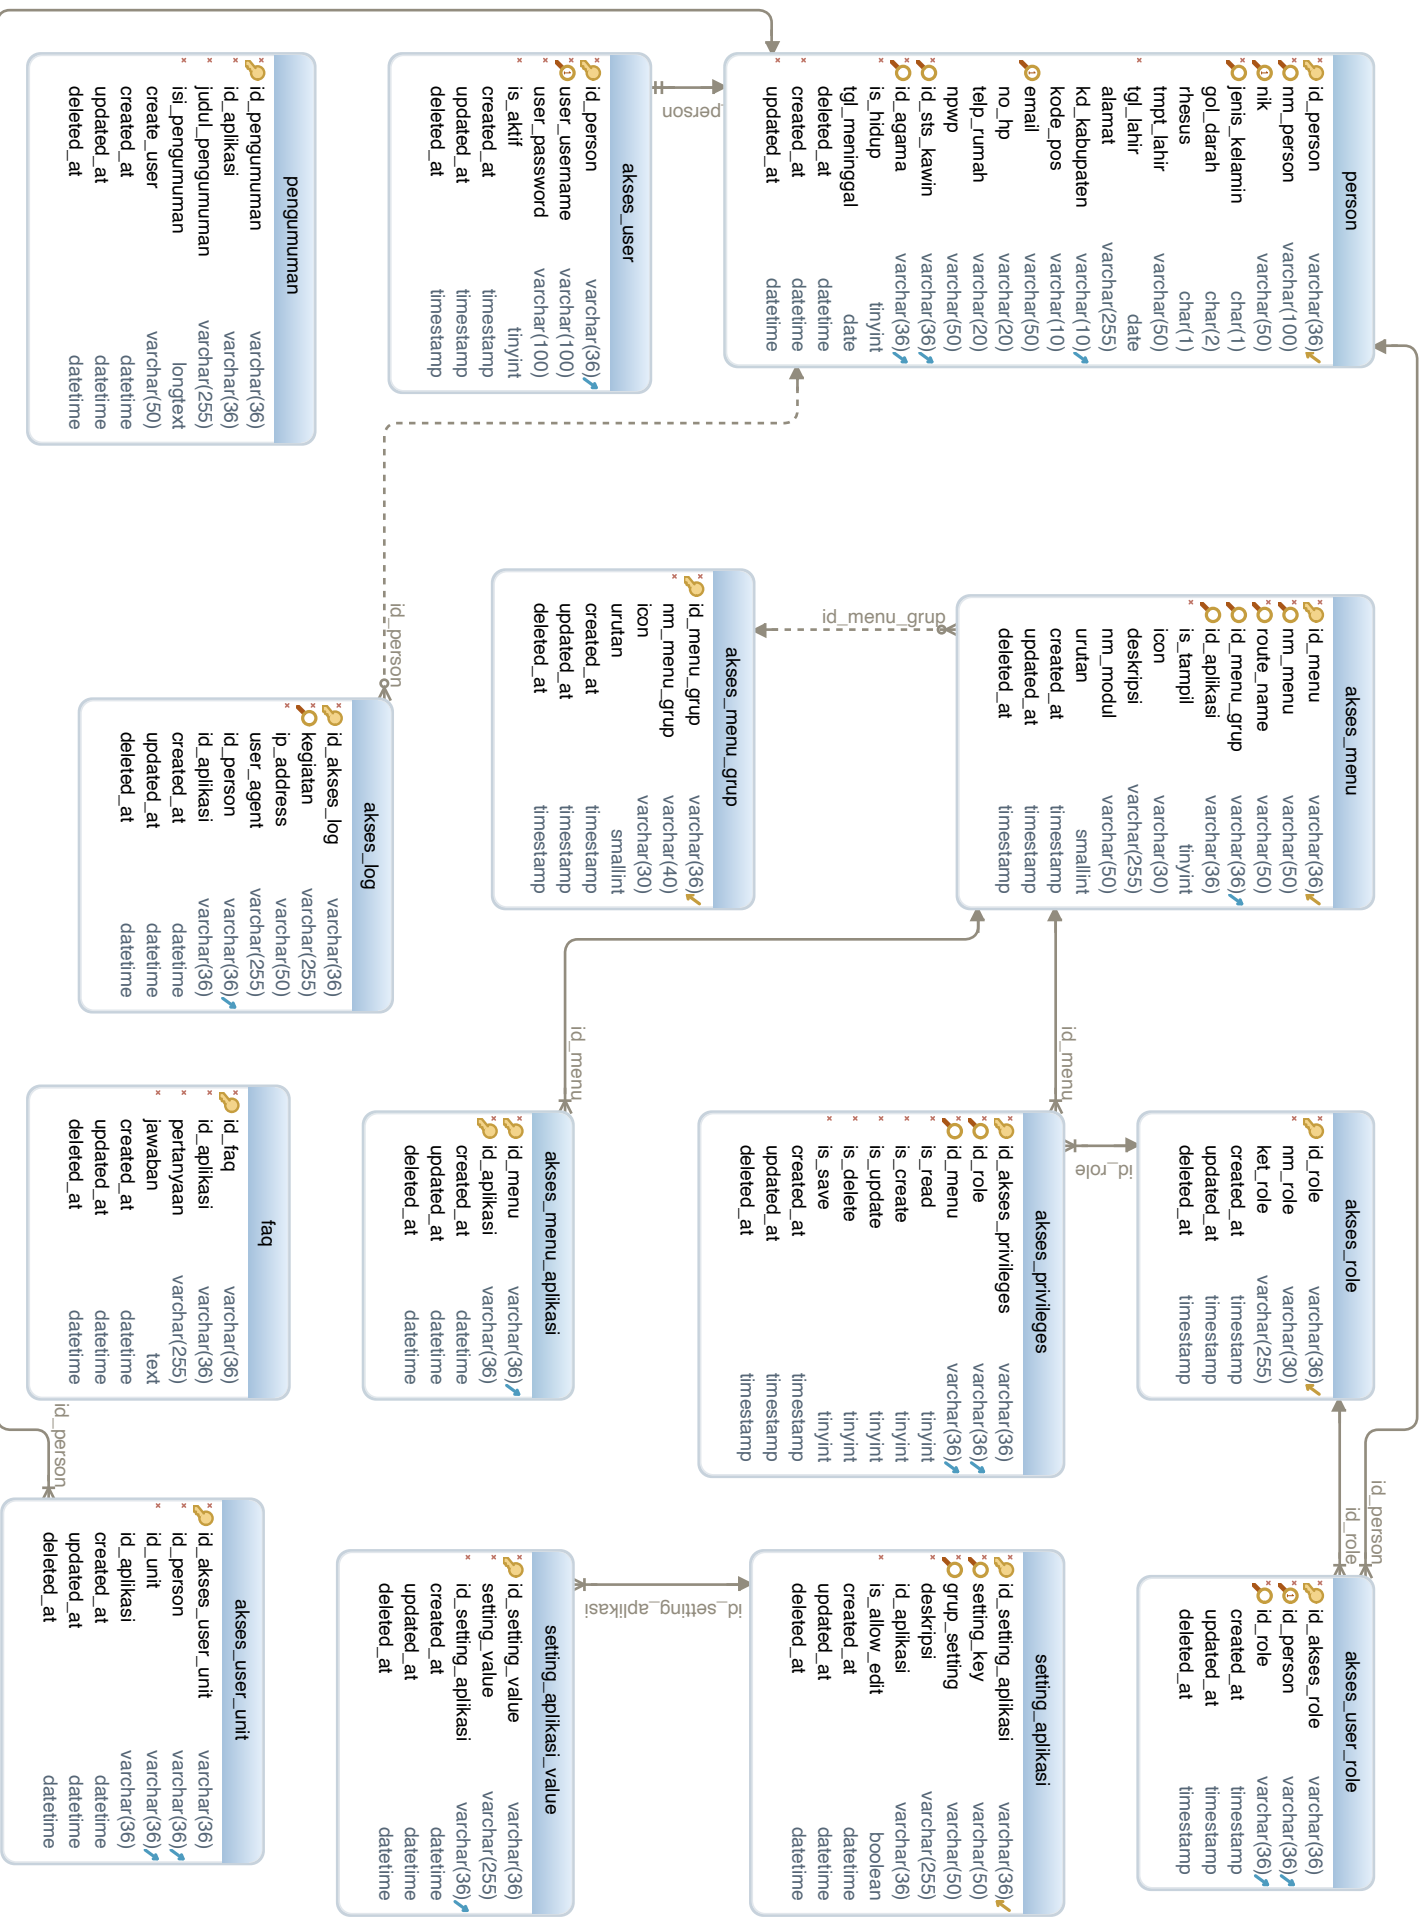 person
id_person varchar(36)
nm_person varchar(100)
nik varchar(50)
jenis_kelamin char(1)
gol_darah char(2)
rhesus char(1)
tmpt_lahir varchar(50)
tgl_lahir date
alamat varchar(255)
kd_kabupaten varchar(10)
kode_pos varchar(10)
email varchar(50)
no_hp varchar(20)
telp_rumah varchar(20)
npwp varchar(50)
id_sts_kawin varchar(36)
id_agama varchar(36)
is_hidup tinyint
tgl_meninggal date
deleted_at datetime
created_at datetime
updated_at datetime
akses_menu
id_menu varchar(36)
nm_menu varchar(50)
route_name varchar(50)
id_menu_grup varchar(36)
id_aplikasi varchar(36)
is_tampil tinyint
icon varchar(30)
deskripsi varchar(255)
nm_modul varchar(50)
urutan smallint
created_at timestamp
updated_at timestamp
deleted_at timestamp
akses_role
id_role varchar(36)
nm_role varchar(30)
ket_role varchar(255)
created_at timestamp
updated_at timestamp
deleted_at timestamp
id_person
id_role
akses_user_role
id_akses_role varchar(36)
id_person varchar(36)
id_role varchar(36)
created_at timestamp
updated_at timestamp
deleted_at timestamp
id_role
id_menu
akses_privileges
id_akses_privileges varchar(36)
id_role varchar(36)
id_menu varchar(36)
is_read tinyint
is_create tinyint
is_update tinyint
is_delete tinyint
is_save tinyint
created_at timestamp
updated_at timestamp
deleted_at timestamp
setting_aplikasi
id_setting_aplikasi varchar(36)
setting_key varchar(50)
grup_setting varchar(50)
deskripsi varchar(255)
id_aplikasi varchar(36)
is_allow_edit boolean
created_at datetime
updated_at datetime
deleted_at datetime
id_menu_grup
_person
akses_menu_grup
id_menu_grup varchar(36)
nm_menu_grup varchar(40)
icon varchar(30)
urutan smallint
created_at timestamp
updated_at timestamp
deleted_at timestamp
id_setting_aplikasi
akses_user
id_person varchar(36)
user_username varchar(100)
user_password varchar(100)
is_aktif tinyint
created_at timestamp
updated_at timestamp
deleted_at timestamp
id_menu
akses_menu_aplikasi
id_menu varchar(36)
id_aplikasi varchar(36)
created_at datetime
updated_at datetime
deleted_at datetime
setting_aplikasi_value
id_setting_value varchar(36)
setting_value varchar(255)
id_setting_aplikasi varchar(36)
created_at datetime
updated_at datetime
deleted_at datetime
id_person
akses_log
id_akses_log varchar(36)
kegiatan varchar(255)
ip_address varchar(50)
user_agent varchar(255)
id_person varchar(36)
id_aplikasi varchar(36)
created_at datetime
updated_at datetime
deleted_at datetime
pengumuman
id_pengumuman varchar(36)
id_aplikasi varchar(36)
judul_pengumuman varchar(255)
isi_pengumuman longtext
create_user varchar(50)
created_at datetime
updated_at datetime
deleted_at datetime
faq
id_faq varchar(36)
id_aplikasi varchar(36)
pertanyaan varchar(255)
jawaban text
created_at datetime
updated_at datetime
deleted_at datetime
id_person
akses_user_unit
id_akses_user_unit varchar(36)
id_person varchar(36)
id_unit varchar(36)
id_aplikasi varchar(36)
created_at datetime
updated_at datetime
deleted_at datetime